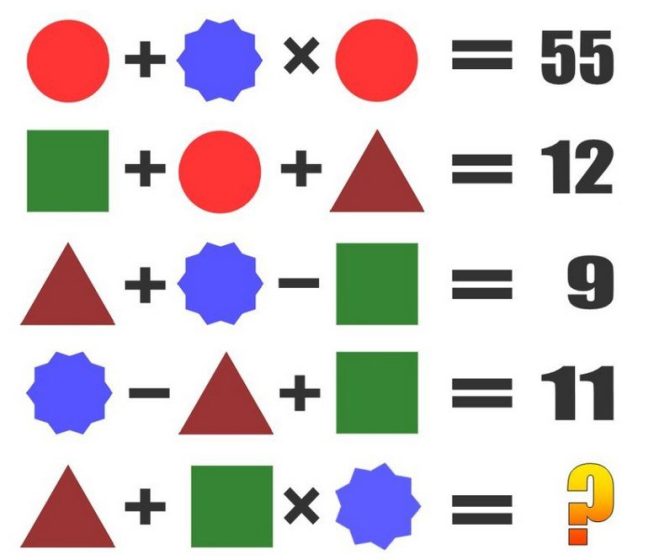 + × = 55
+ + = 12
+ − = 9
− + = 11
+ × = ?